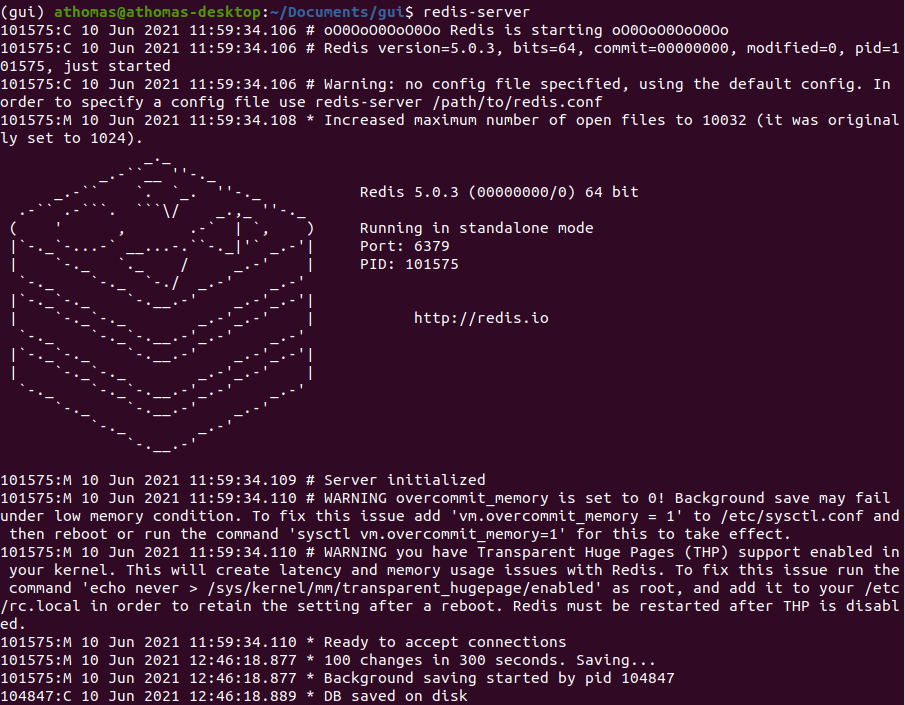 (gui) athomas@athomas-desktop:~/Documents/gui$ redis-server
101575:C 10 Jun 2021 11:59:34.106 # oO0OoO0OoO0Oo Redis is starting oO0OoO0OoO0Oo
101575:C 10 Jun 2021 11:59:34.106 # Redis version=5.0.3, bits=64, commit=00000000, modified=0, pid=1
01575, just started
101575:C 10 Jun 2021 11:59:34.106 # Warning: no config file specified, using the default config. In
order to specify a config file use redis-server /path/to/redis.conf
101575:M 10 Jun 2021 11:59:34.108 * Increased maximum number of open files to 10032 (it was original
ly set to 1024).
Redis 5.0.3 (00000000/0) 64 bit
Running in standalone mode
Port: 6379
PID: 101575
http://redis.io
101575:M 10 Jun 2021 11:59:34.109 # Server initialized
101575:M 10 Jun 2021 11:59:34.110 # WARNING overcommit_memory is set to 0! Background save may fail
under low memory condition. To fix this issue add 'vm.overcommit_memory = 1' to /etc/sysctl.conf and
then reboot or run the command 'sysctl vm.overcommit_memory=1' for this to take effect.
101575:M 10 Jun 2021 11:59:34.110 # WARNING you have Transparent Huge Pages (THP) support enabled in
your kernel. This will create latency and memory usage issues with Redis. To fix this issue run the
command 'echo never > /sys/kernel/mm/transparent_hugepage/enabled' as root, and add it to your /etc
/rc.local in order to retain the setting after a reboot. Redis must be restarted after THP is disabl
ed.
101575:M 10 Jun 2021 11:59:34.110 * Ready to accept connections
101575:M 10 Jun 2021 12:46:18.877 * 100 changes in 300 seconds. Saving...
101575:M 10 Jun 2021 12:46:18.877 * Background saving started by pid 104847
104847:C 10 Jun 2021 12:46:18.889 * DB saved on disk